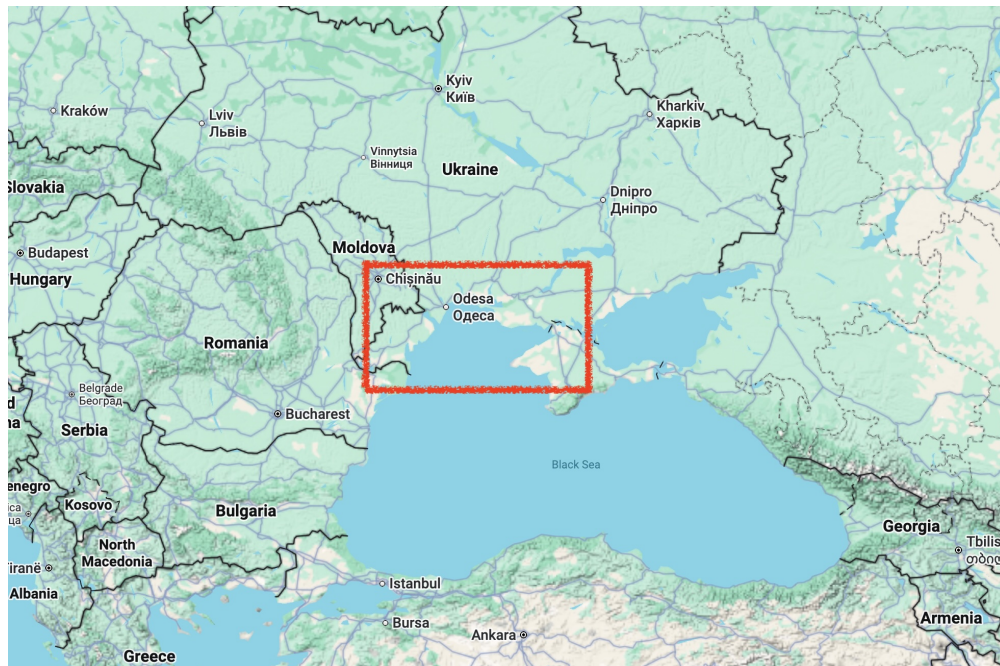 Kyiv
Київ
Kharkiv
Харків
Kraków
Lviv
Львів
Vinnytsia
Вінниця
Ukraine
Slovakia
Dnipro
Дніпро
Moldova
Budapest
Hungary
Chișinău
Odesa
Одеса
Romania
Belgrade
Београд
Bucharest
Serbia
Black Sea
Kosovo
Bulgaria
Georgia
North
Macedonia
Albania
Istanbul
Bursa
Ankara
Armenia
Greece